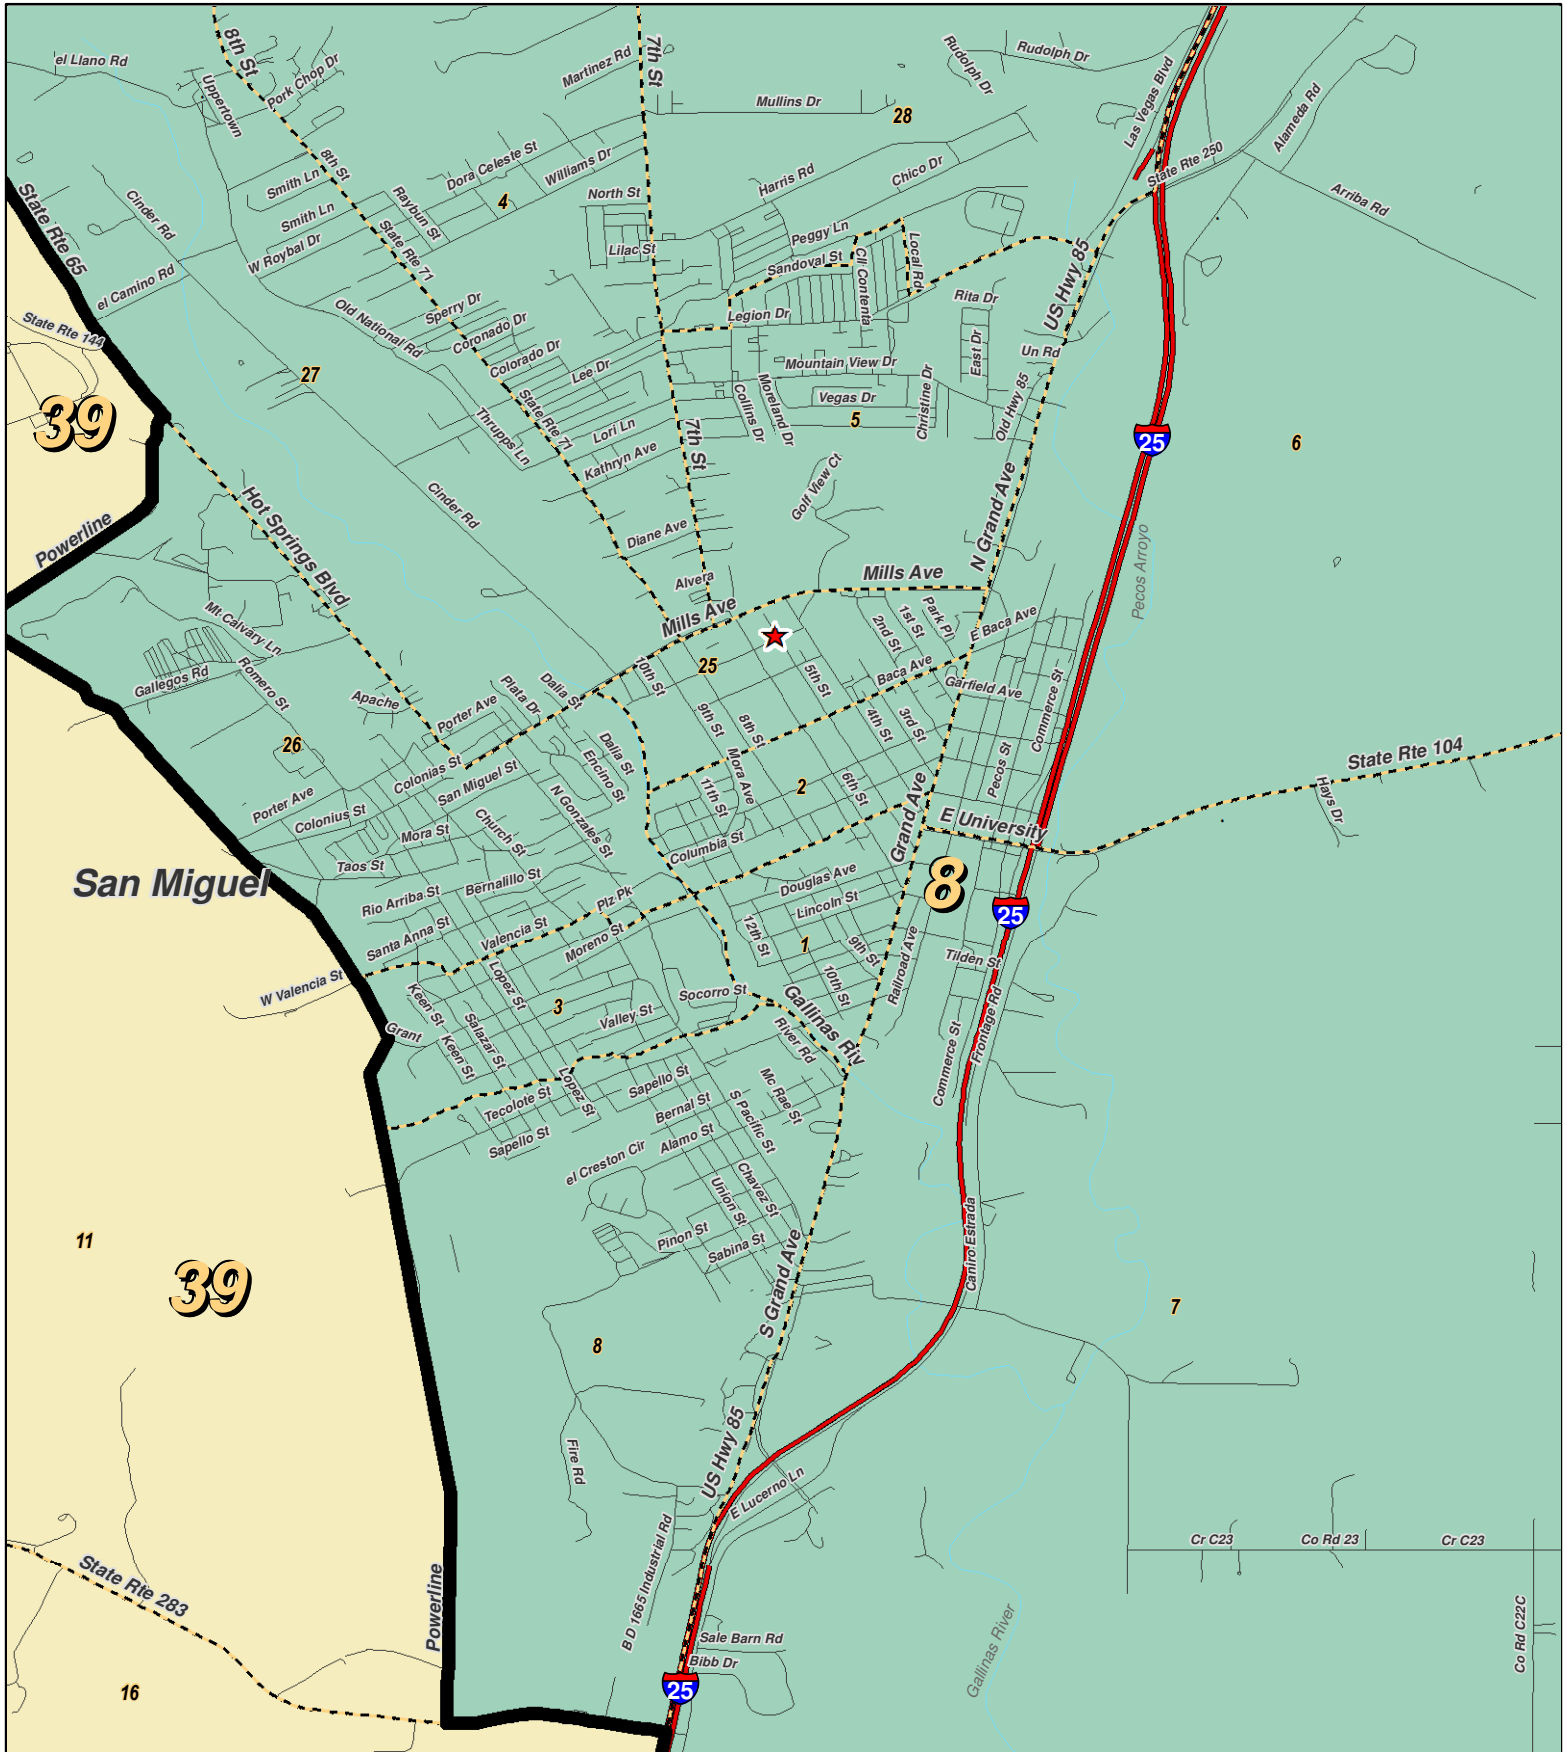 8th St
7th St
el Llano Rd
Uppertown
Pork Chop Dr
Martinez Rd
Rudolph Dr
Rudolph Dr
Las Vegas Blvd
Mullins Dr
28
Alameda Rd
State Rte 250
Arriba Rd
8th St
Smith Ln
Dora Celeste St
Williams Dr
Harris Rd
Chico Dr
North St
4
State Rte 65
Cinder Rd
Smith Ln
Raybun St
W Roybal Dr
State Rte 71
Lilac St
Peggy Ln
Sandoval St
Cll Contenta
Local Rd
el Camino Rd
US Hwy 85
Rita Dr
State Rte 144
Old National Rd
Sperry Dr
Coronado Dr
Colorado Dr
Lee Dr
Legion Dr
East Dr
Un Rd
Mountain View Dr
27
State Rte 71
Collins Dr
Moreland Dr
Vegas Dr
Christine Dr
Old Hwy 85
5
39
Thrupps Ln
Lori Ln
Kathryn Ave
7th St
25
6
Golf View Ct
Hot Springs Blvd
Cinder Rd
N Grand Ave
Powerline
Diane Ave
Pecos Arroyo
Alvera
Mills Ave
Mills Ave
Mt Calvary Ln
Park Pl
1st St
2nd St
E Baca Ave
25
Gallegos Rd
Romero St
10th St
5th St
Baca Ave
Garfield Ave
Apache
Porter Ave
Plata Dr
Dalia St
Commerce St
9th St
8th St
4th St
3rd St
26
State Rte 104
Dalia St
Encino St
Mora Ave
Pecos St
Colonias St
San Miguel St
11th St
2
6th St
Grand Ave
Hays Dr
Porter Ave
Colonius St
N Gonzales St
Mora St
Church St
E University
Columbia St
Taos St
San Miguel
Bernalillo St
Rio Arriba St
Plz Pk
Douglas Ave
Lincoln St
8
25
Santa Anna St
Valencia St
Moreno St
12th St
1
9th St
Railroad Ave
Tilden St
W Valencia St
Lopez St
Keen St
3
Socorro St
Gallinas Riv
10th St
Valley St
Salazar St
Grant
Keen St
River Rd
Frontage Rd
Commerce St
Tecolote St
Lopez St
Sapello St
Mc Rae St
S Pacific St
Bernal St
Alamo St
Sapello St
el Creston Cir
Chavez St
Union St
Caniro Estrada
11
Pinon St
Sabina St
S Grand Ave
39
7
8
US Hwy 85
Fire Rd
E Lucerno Ln
B D 1665 Industrial Rd
Cr C23
Co Rd 23
Cr C23
State Rte 283
Powerline
Gallinas River
Co Rd C22C
Sale Barn Rd
Bibb Dr
25
16